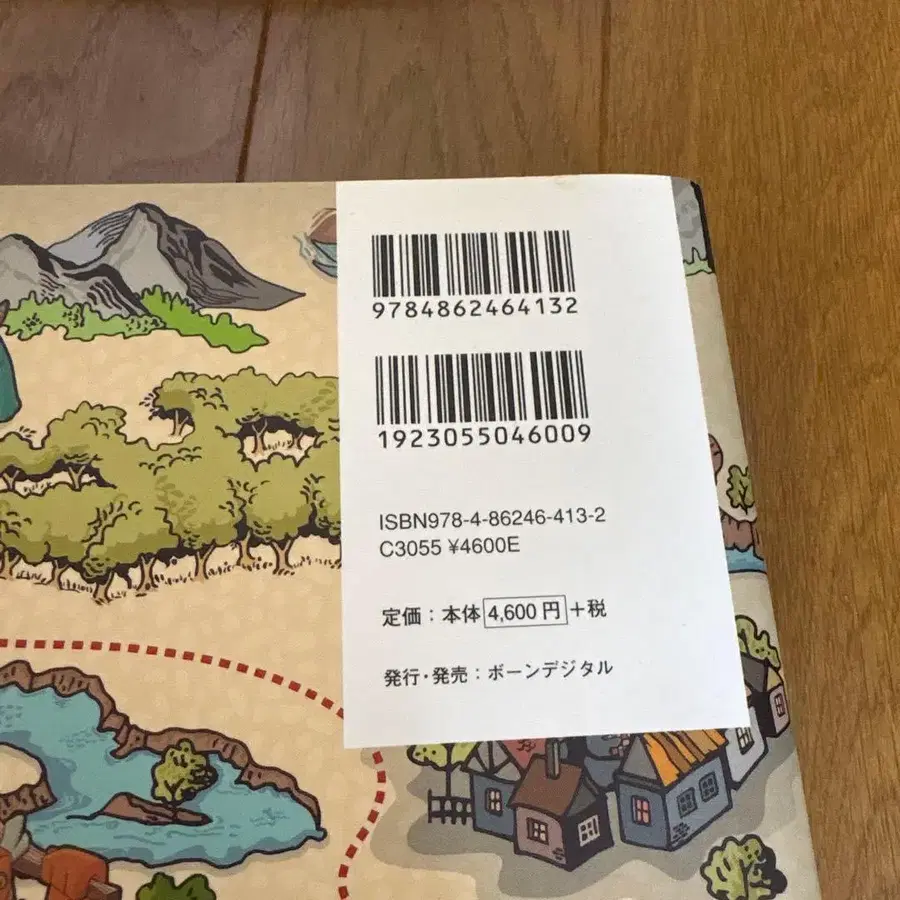 9784862464132
1923055046009
ISBN978-4-86246-413-2
C3055 ¥4600E
定価：本体4,600円+税
発行・発売：ボーンデジタル